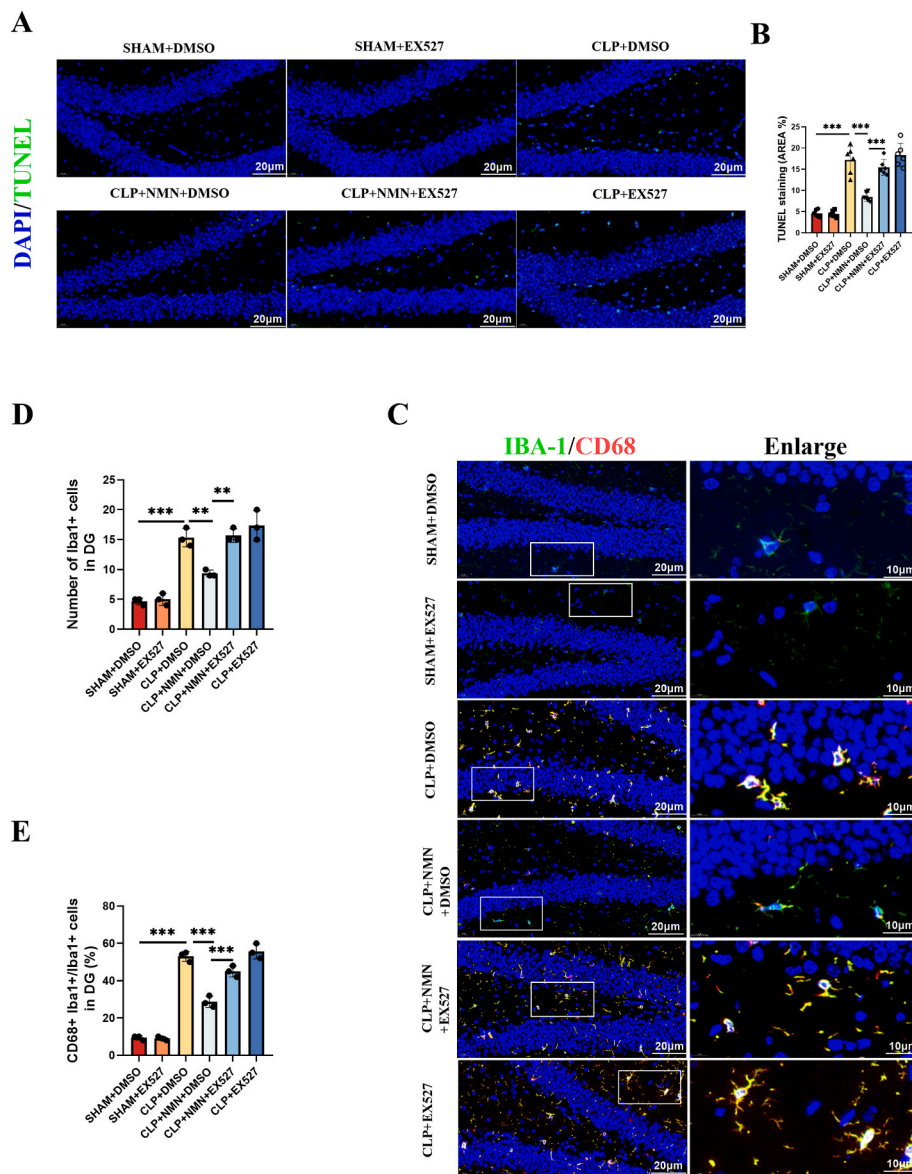 A
SHAM+DMSO
SHAM+EX527
CLP+DMSO
DAPI/TUNEL
20μm
20μm
20μm
CLP+NMN+DMSO
CLP+NMN+EX527
CLP+EX527
20μm
20μm
20μm
B
TUNEL staining (AREA %)
25
20
15
10
5
0
***
***
***
SHAM+DMSO
SHAM+EX527
CLP+DMSO
CLP+NMN+DMSO
CLP+NMN+EX527
CLP+EX527
D
Number of Iba1+ cells
in DG
25
20
15
10
5
0
***
**
**
SHAM+DMSO
SHAM+EX527
CLP+DMSO
CLP+NMN+DMSO
CLP+NMN+EX527
CLP+EX527
E
CD68+ Iba1+/Iba1+ cells
in DG (%)
80
60
40
20
0
***
***
***
SHAM+DMSO
SHAM+EX527
CLP+DMSO
CLP+NMN+DMSO
CLP+NMN+EX527
CLP+EX527
C
IBA-1/CD68
Enlarge
SHAM+DMSO
20μm
10μm
SHAM+EX527
20μm
10μm
CLP+DMSO
20μm
10μm
CLP+NMN
+DMSO
20μm
10μm
CLP+NMN
+EX527
20μm
10μm
CLP+EX527
20μm
10μm